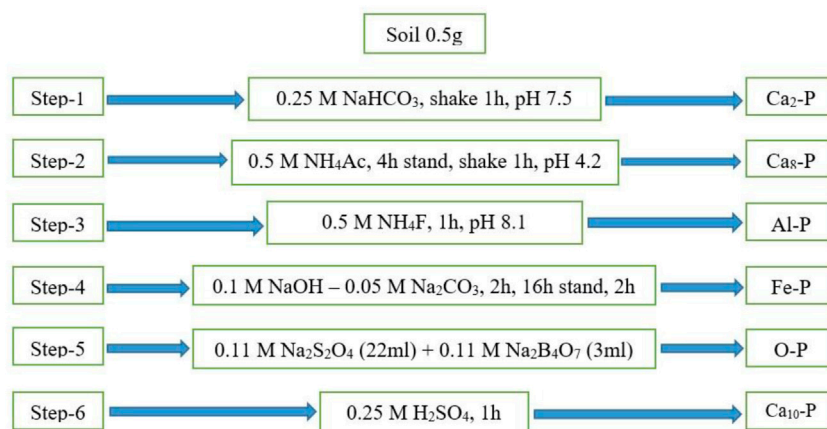 Soil 0.5g
Step-1 0.25 M NaHCO₃, shake 1h, pH 7.5 Ca₂-P
Step-2 0.5 M NH₄Ac, 4h stand, shake 1h, pH 4.2 Ca₈-P
Step-3 0.5 M NH₄F, 1h, pH 8.1 Al-P
Step-4 0.1 M NaOH – 0.05 M Na₂CO₃, 2h, 16h stand, 2h Fe-P
Step-5 0.11 M Na₂S₂O₄ (22ml) + 0.11 M Na₂B₄O₇ (3ml) O-P
Step-6 0.25 M H₂SO₄, 1h Ca₁₀-P